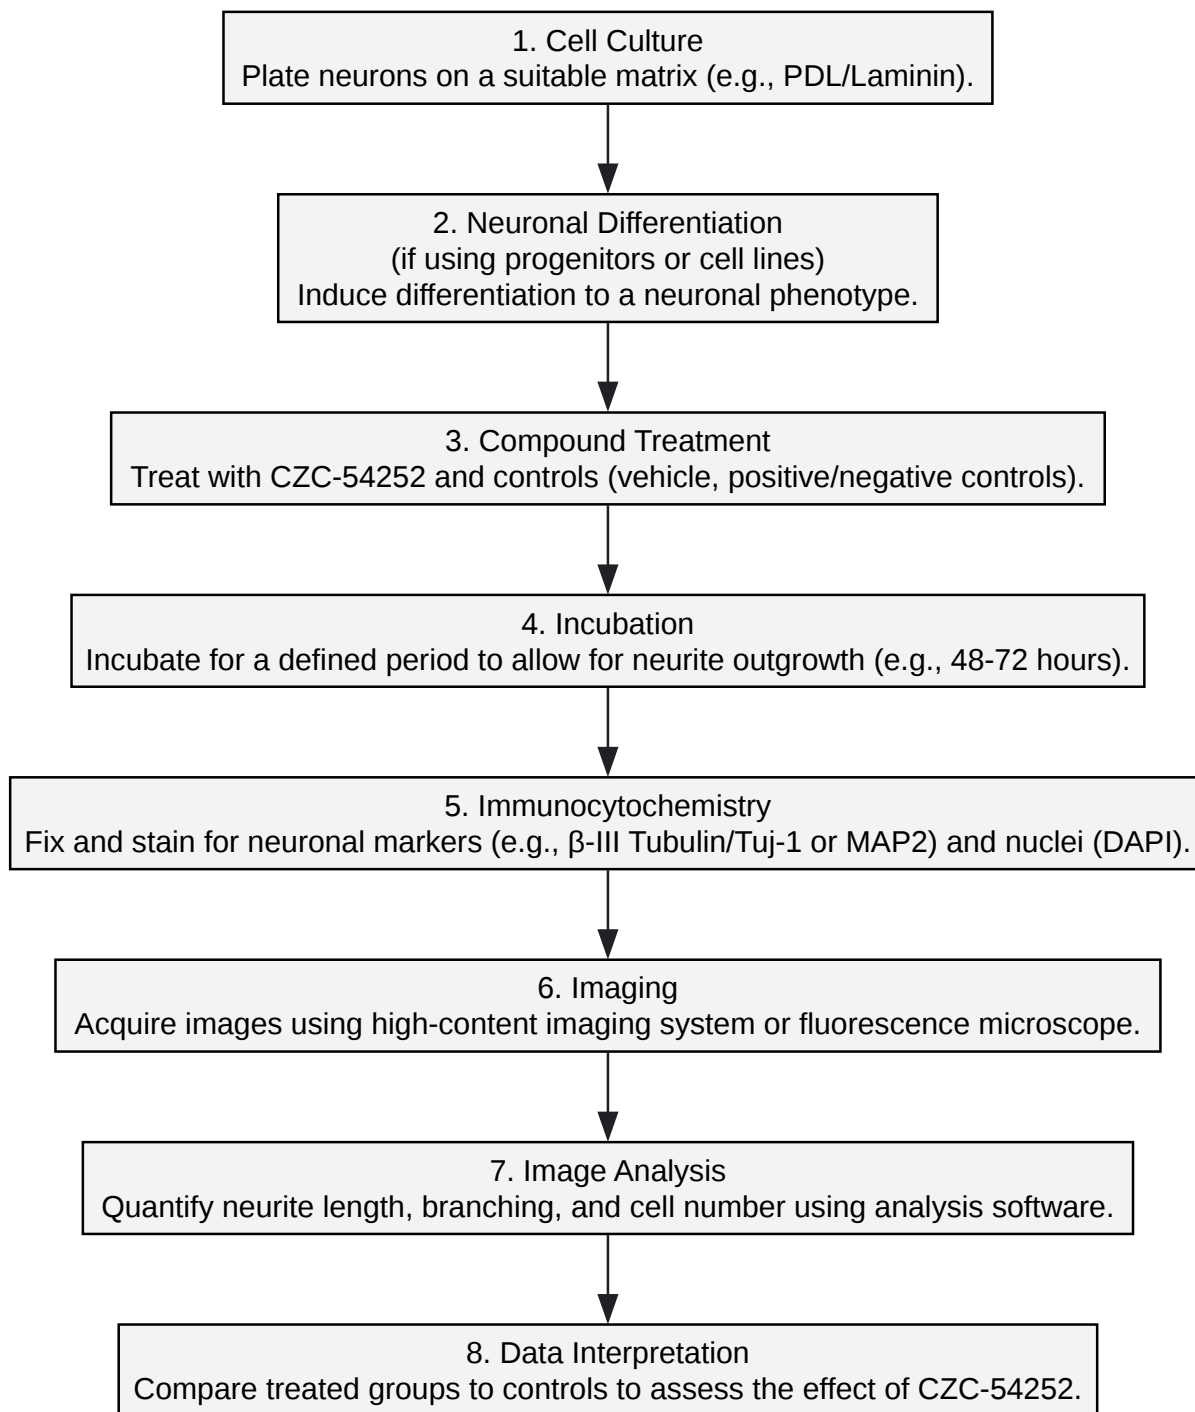 1. Cell Culture
Plate neurons on a suitable matrix (e.g., PDL/Laminin).
2. Neuronal Differentiation
(if using progenitors or cell lines)
Induce differentiation to a neuronal phenotype.
3. Compound Treatment
Treat with CZC-54252 and controls (vehicle, positive/negative controls).
4. Incubation
Incubate for a defined period to allow for neurite outgrowth (e.g., 48-72 hours).
5. Immunocytochemistry
Fix and stain for neuronal markers (e.g., β-III Tubulin/Tuj-1 or MAP2) and nuclei (DAPI).
6. Imaging
Acquire images using high-content imaging system or fluorescence microscope.
7. Image Analysis
Quantify neurite length, branching, and cell number using analysis software.
8. Data Interpretation
Compare treated groups to controls to assess the effect of CZC-54252.